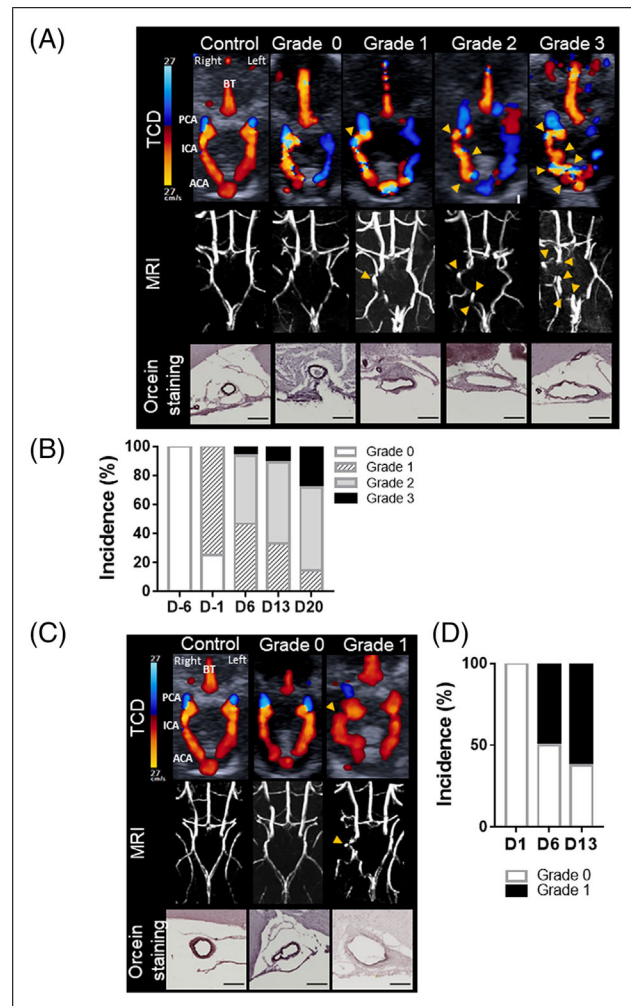 (A)
Control Grade 0 Grade 1 Grade 2 Grade 3
Right Left
27
BT
PCA
ICA
ACA
27
cm/s
TCD
MRI
Orcein
staining
(B)
100
80
60
40
20
0
Incidence (%)
D-6 D-1 D6 D13 D20
Grade 0
Grade 1
Grade 2
Grade 3
(C)
Control Grade 0 Grade 1
Right Left
27
BT
PCA
ICA
ACA
27
cm/s
TCD
MRI
Orcein
staining
(D)
100
50
0
Incidence (%)
D1 D6 D13
Grade 0
Grade 1